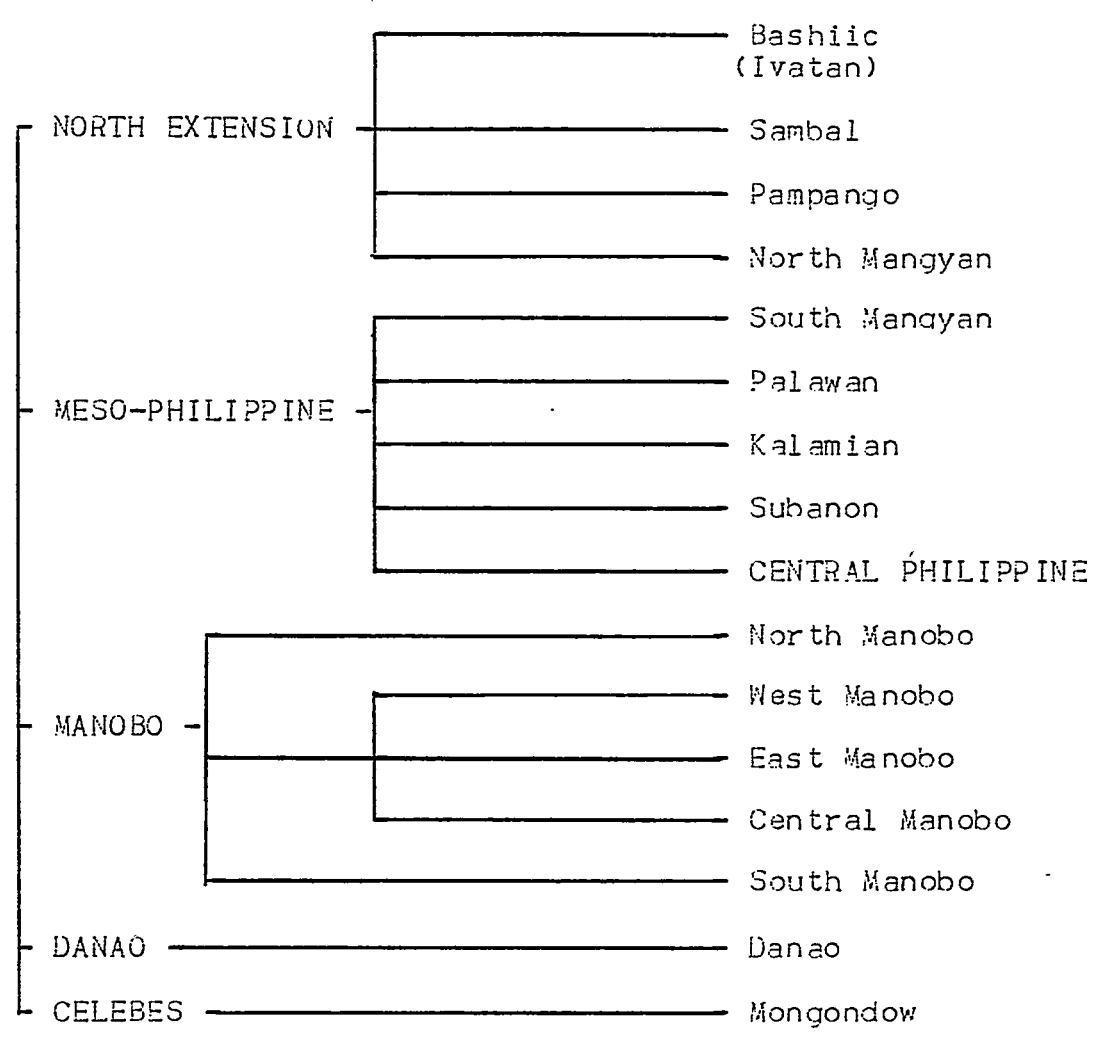 Bashiic
(Ivatan)
NORTH EXTENSION
Sambal
Pampango
North Mangyan
South Mangyan
Palawan
MESO-PHILIPPINE
Kalamian
Subanon
CENTRAL PHILIPPINE
North Manobo
West Manobo
MANOBO
East Manobo
Central Manobo
South Manobo
DANAO
Danao
CELEBES
Mongondow